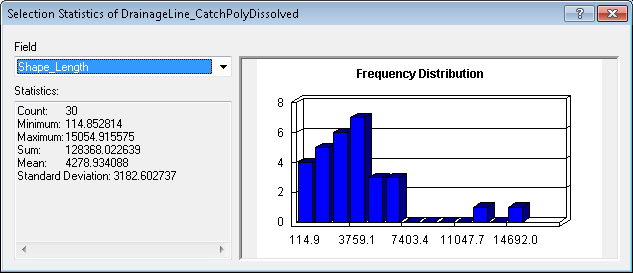 Selection Statistics of DrainageLine_CatchPolyDissolved
Field
Shape_Length
Statistics:
Count: 30
Minimum: 114.852814
Maximum: 15054.915575
Sum: 128368.022639
Mean: 4278.934088
Standard Deviation: 3182.602737
Frequency Distribution
8
6
4
2
0
114.9 3759.1 7403.4 11047.7 14692.0